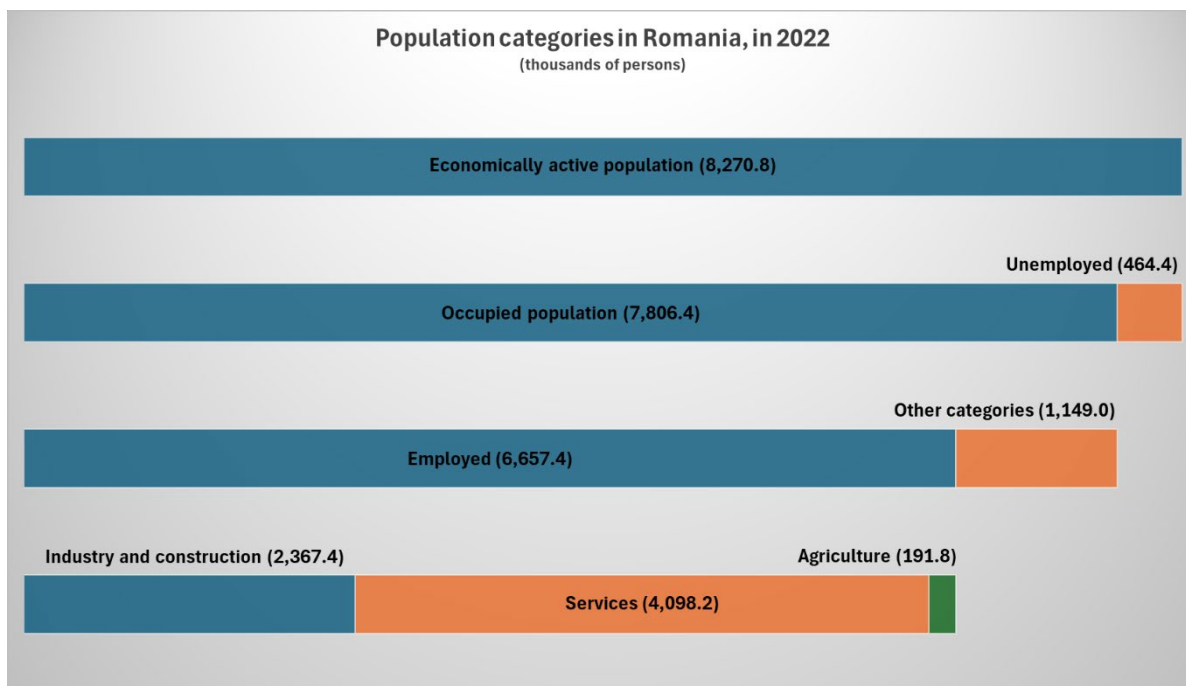 Population categories in Romania, in 2022
(thousands of persons)
Economically active population (8,270.8)
Unemployed (464.4)
Occupied population (7,806.4)
Other categories (1,149.0)
Employed (6,657.4)
Industry and construction (2,367.4)
Agriculture (191.8)
Services (4,098.2)